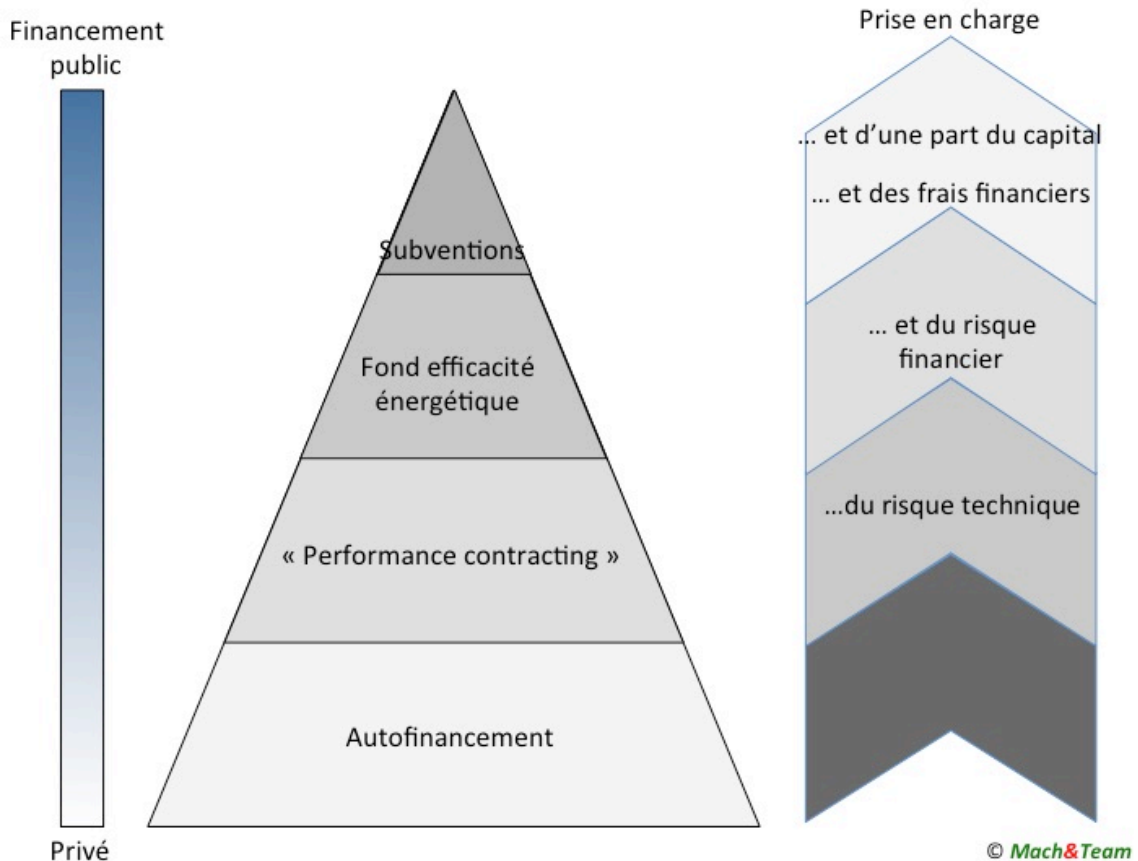 Financement
public
Prise en charge
... et d'une part du capital
... et des frais financiers
Subventions
... et du risque
financier
Fond efficacité
énergétique
...du risque technique
« Performance contracting »
Autofinancement
Privé
© Mach&Team